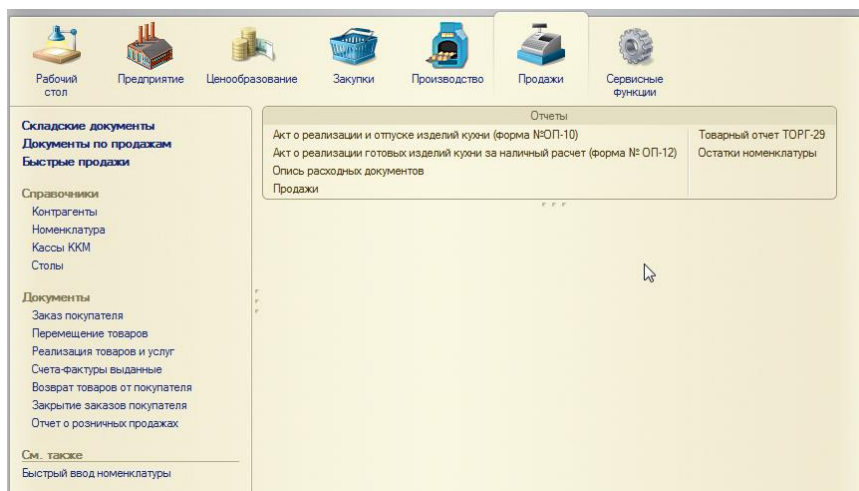 Рабочий
стол
Предприятие
Ценообразование
Закупки
Производство
Продажи
Сервисные
функции
Складские документы
Документы по продажам
Быстрые продажи
Справочники
Контрагенты
Номенклатура
Кассы ККМ
Столы
Документы
Заказ покупателя
Перемещение товаров
Реализация товаров и услуг
Счета-фактуры выданные
Возврат товаров от покупателя
Закрытие заказов покупателя
Отчет о розничных продажах
См. также
Быстрый ввод номенклатуры
Отчеты
Акт о реализации и отпуске изделий кухни (форма №ОП-10)
Акт о реализации готовых изделий кухни за наличный расчет (форма № ОП-12)
Опись расходных документов
Продажи
Товарный отчет ТОРГ-29
Остатки номенклатуры